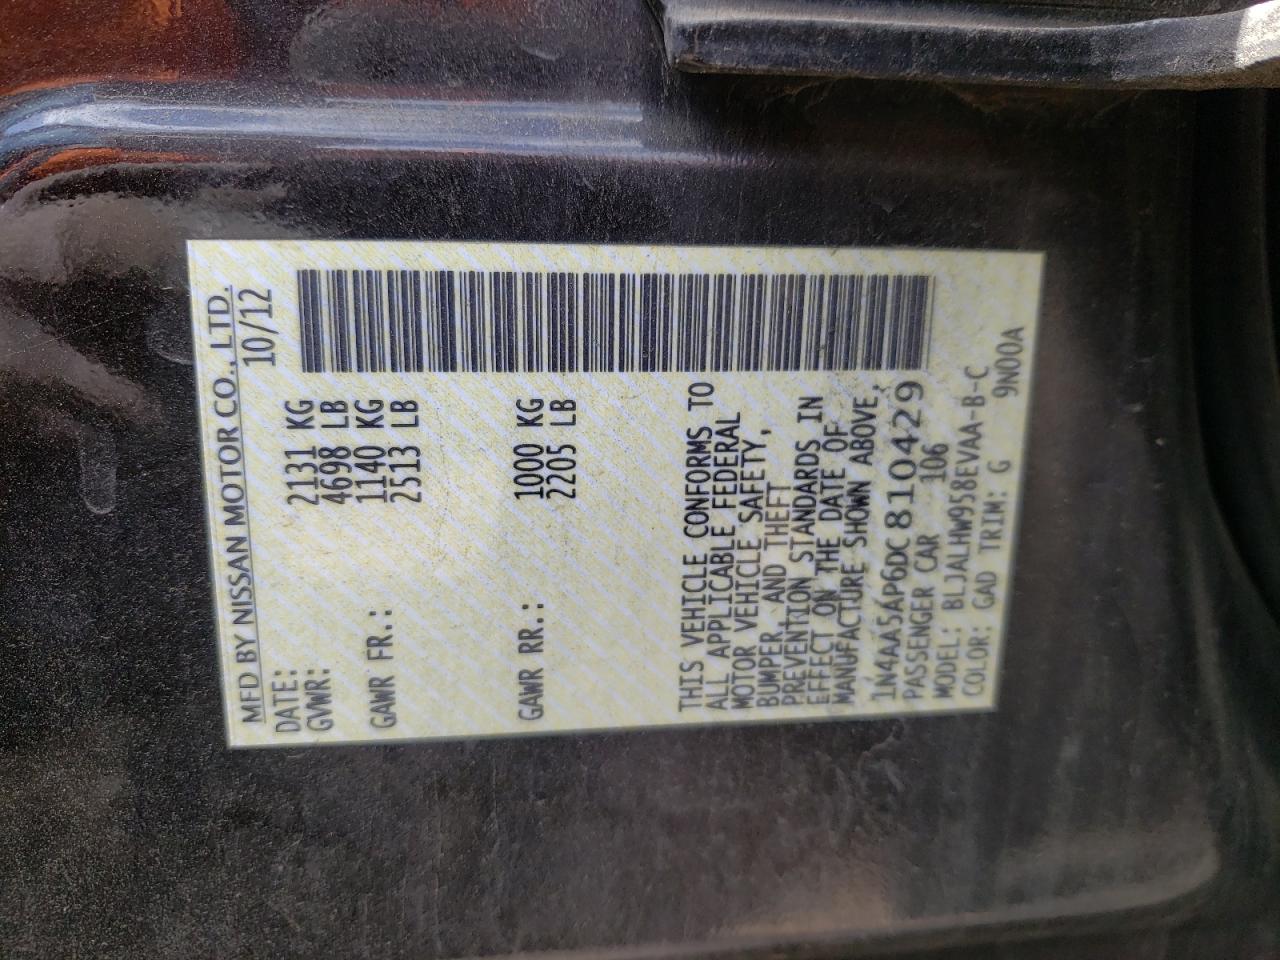 MFD BY NISSAN MOTOR CO., LTD.
DATE: 10/12
GVWR: 2131 KG
4698 LB
GAWR FR.: 1140 KG
2513 LB
GAWR RR.: 1000 KG
2205 LB
THIS VEHICLE CONFORMS TO
ALL APPLICABLE FEDERAL
MOTOR VEHICLE SAFETY,
BUMPER, AND THEFT
PREVENTION STANDARDS IN
EFFECT ON THE DATE OF
MANUFACTURE SHOWN ABOVE.
1N4AA5AP6DC810429
PASSENGER CAR 106
MODEL: BLJALHW958EVAA-B-C
COLOR: GAD TRIM: G 9N00A